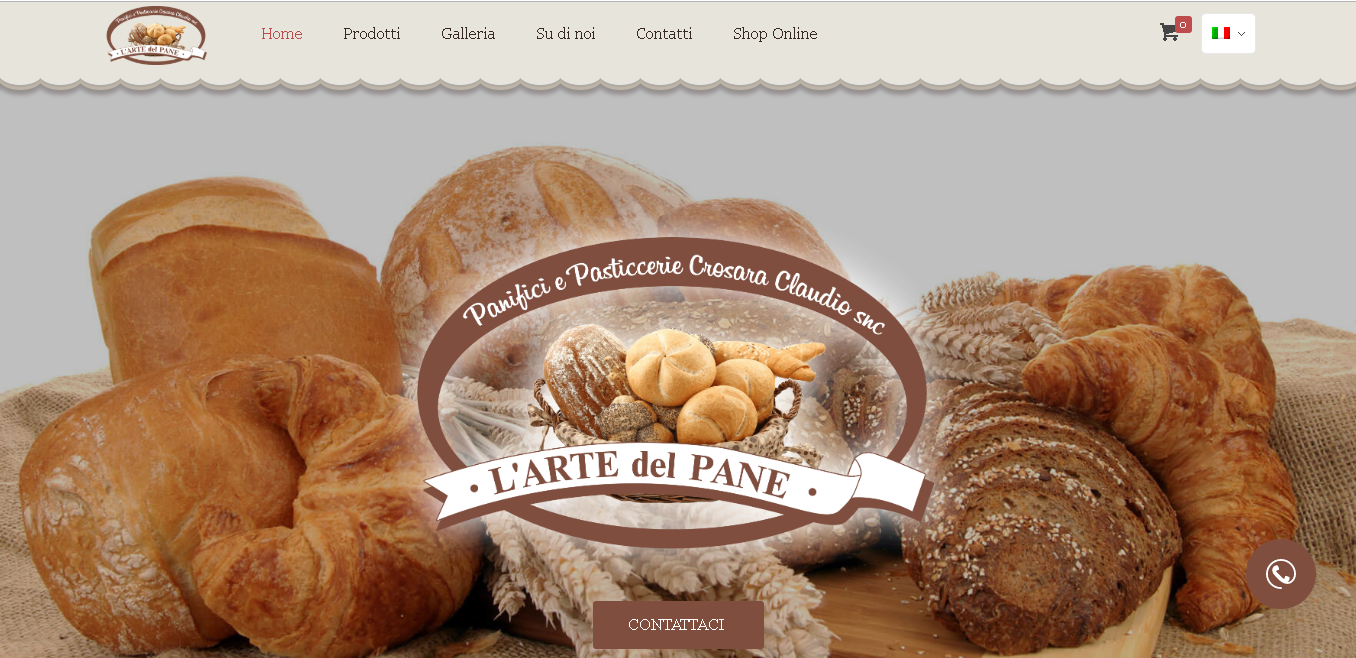 Panifici e Pasticcerie Crosara Claudio snc
• L'ARTE del PANE •
Home
Prodotti
Galleria
Su di noi
Contatti
Shop Online
0
Panifici e Pasticcerie Crosara Claudio snc
• L'ARTE del PANE •
CONTATTACI